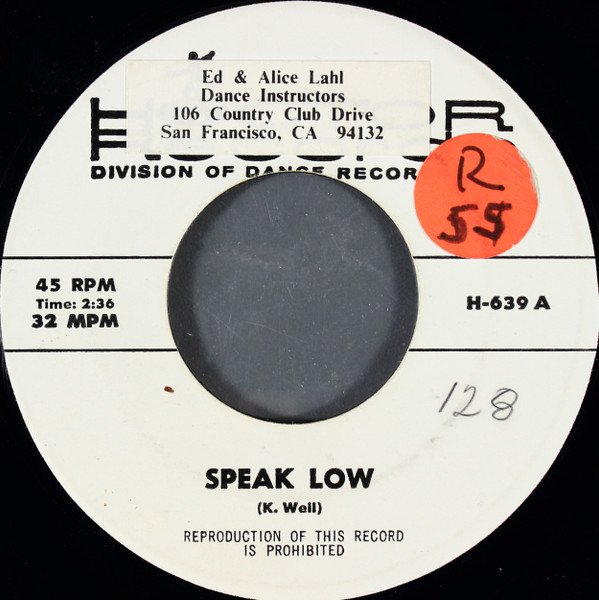 Ed & Alice Lahl
Dance Instructors
106 Country Club Drive
San Francisco, CA 94132
DIVISION OF DANCE RECOR
R
55
45 RPM
Time: 2:36
32 MPM
H-639 A
128
SPEAK LOW
(K. Weil)
REPRODUCTION OF THIS RECORD
IS PROHIBITED